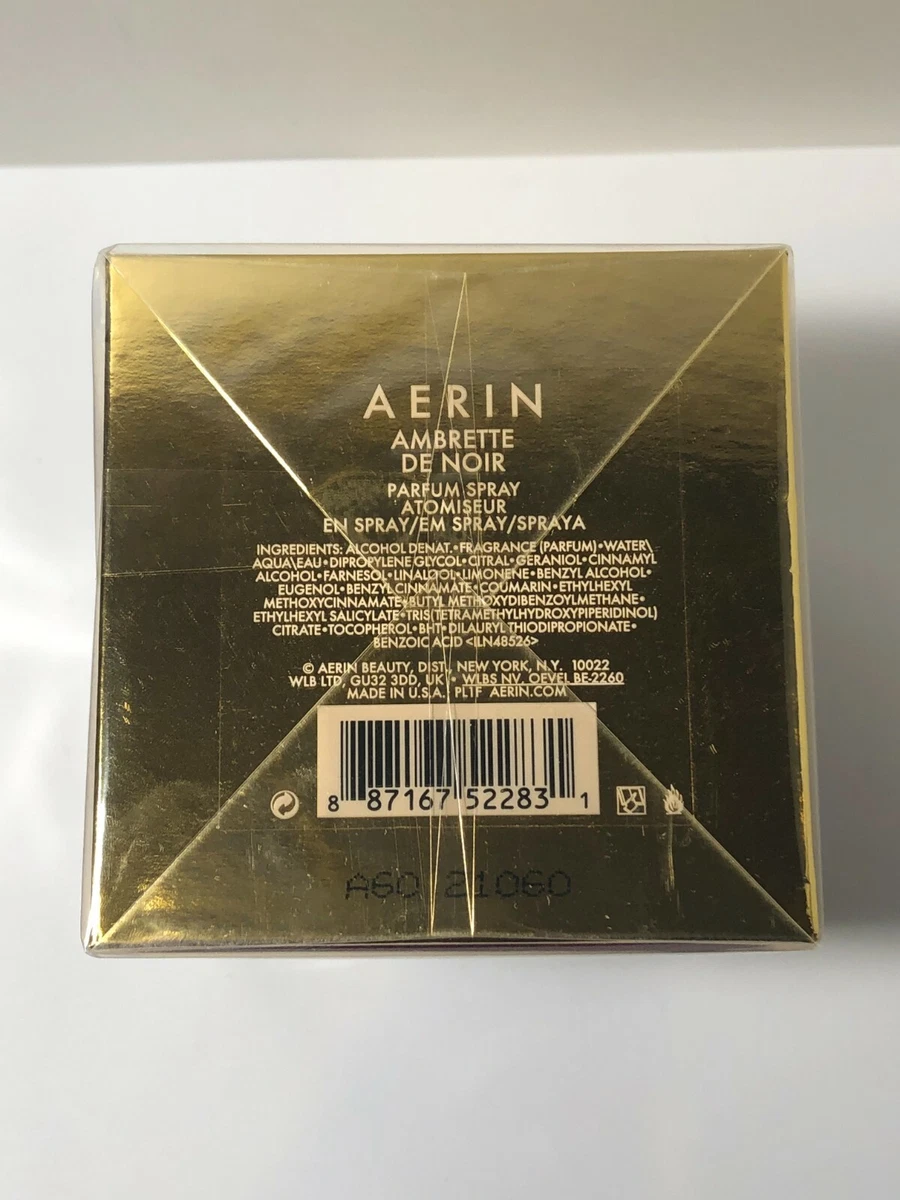 AERIN
AMBRETTE
DE NOIR
PARFUM SPRAY
ATOMISEUR
EN SPRAY/EM SPRAY/SPRAYA
INGREDIENTS: ALCOHOL DENAT.•FRAGRANCE (PARFUM)•WATER\
AQUA\EAU•DIPROPYLENE GLYCOL•CITRAL•GERANIOL•CINNAMYL
ALCOHOL•FARNESOL•LINALOOL•LIMONENE•BENZYL ALCOHOL•
EUGENOL•BENZYL CINNAMATE•COUMARIN•ETHYLHEXYL
METHOXYCINNAMATE•BUTYL METHOXYDIBENZOYLMETHANE•
ETHYLHEXYL SALICYLATE•TRIS(TETRAMETHYLHYDROXYPIPERIDINOL)
CITRATE•TOCOPHEROL•BHT•DILAURYL THIODIPROPIONATE•
BENZOIC ACID <ILN48526>
© AERIN BEAUTY, DIST., NEW YORK, N.Y. 10022
WLB LTD, GU32 3DD, UK • WLBS NV. OEVEL BE-2260
MADE IN U.S.A. PL1F AERIN.COM
8 87167 52283 1
A60 21060